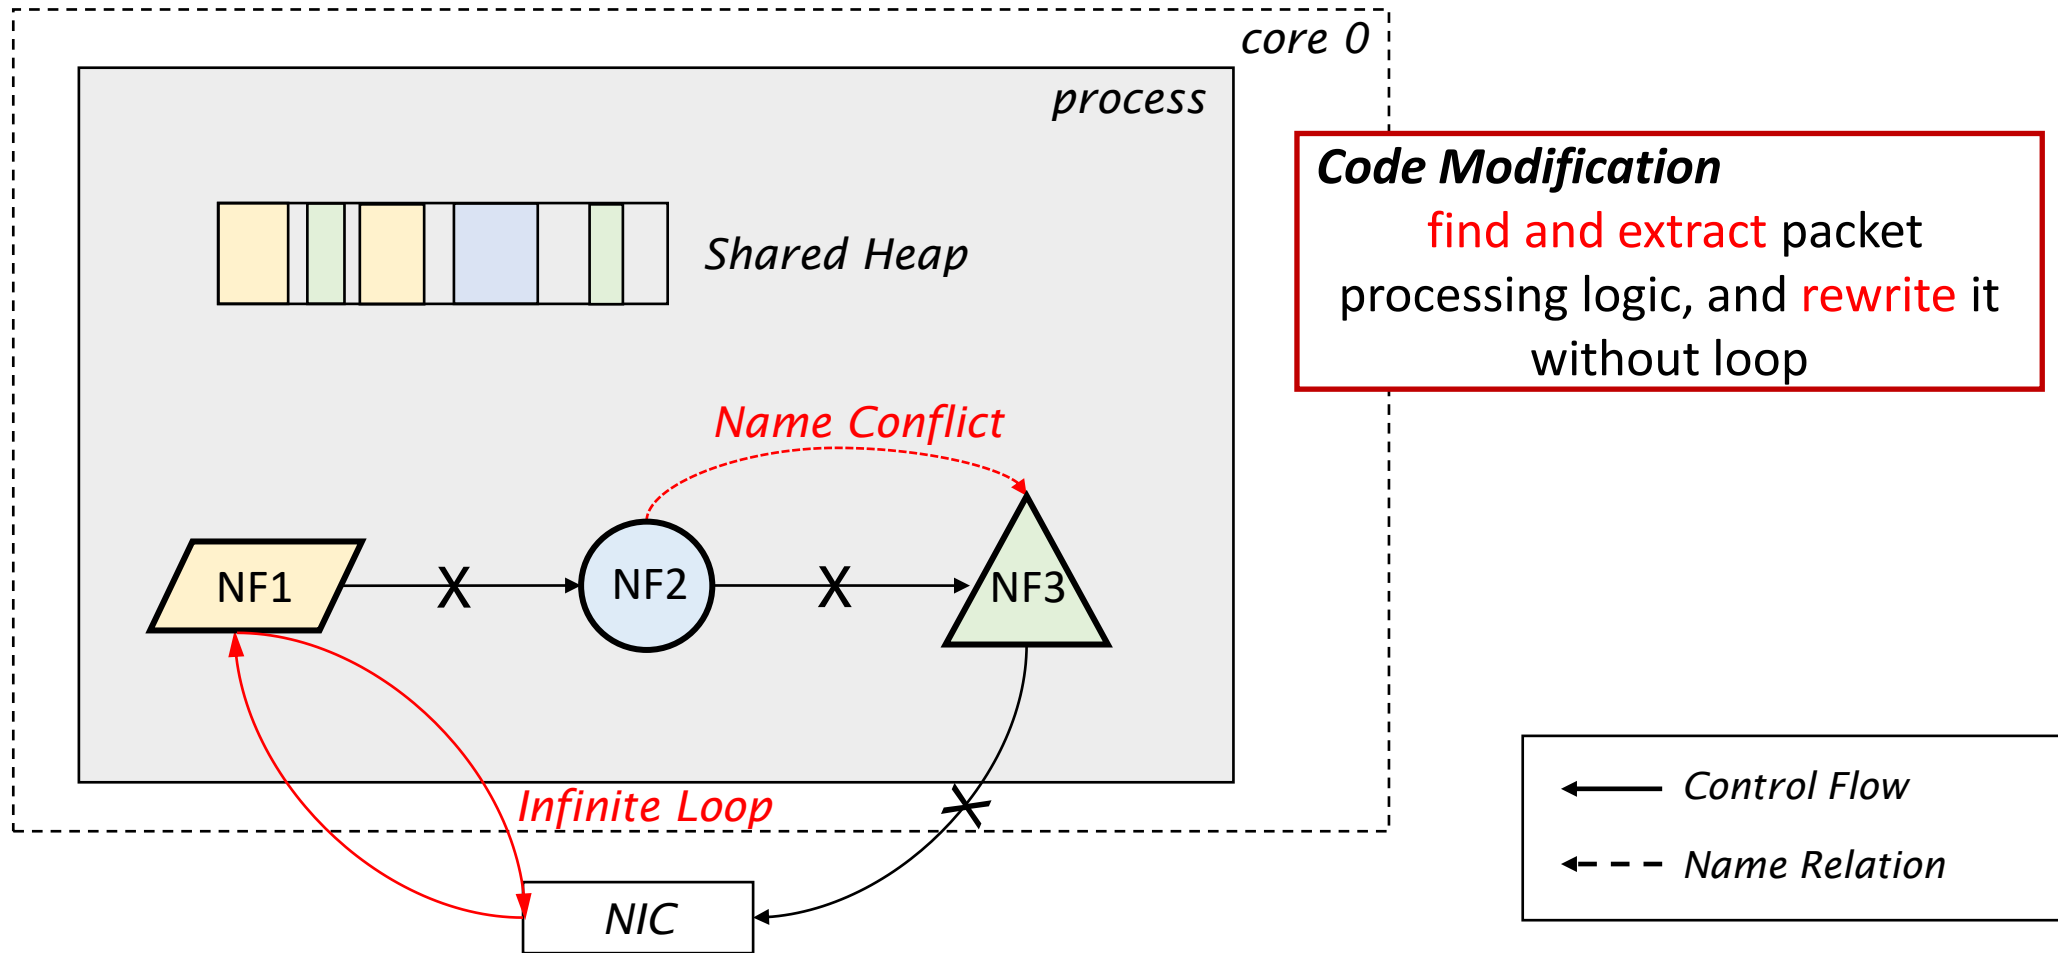 core 0
process
Code Modification
find and extract packet
processing logic, and rewrite it
without loop
Shared Heap
Name Conflict
NF1
X
NF2
X
NF3
Infinite Loop
X
NIC
Control Flow
Name Relation